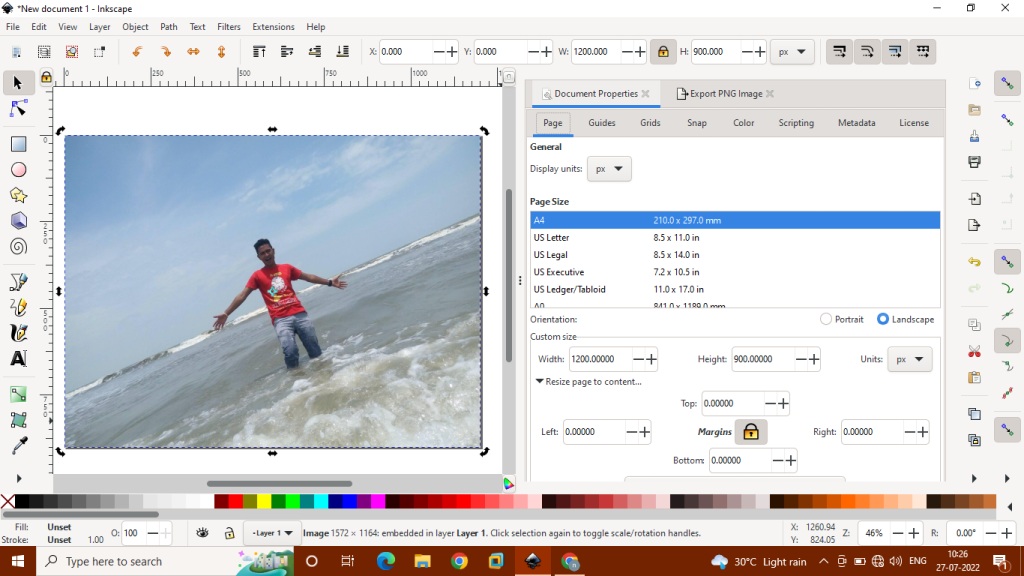 *New document 1 - Inkscape
File Edit View Layer Object Path Text Filters Extensions Help
X: 0.000 Y: 0.000 W: 1200.000 H: 900.000 px
0 250 500 750 1000
0
250
500
750
Document Properties Export PNG Image
Page Guides Grids Snap Color Scripting Metadata License
General
Display units: px
Page Size
A4 210.0 x 297.0 mm
US Letter 8.5 x 11.0 in
US Legal 8.5 x 14.0 in
US Executive 7.2 x 10.5 in
US Ledger/Tabloid 11.0 x 17.0 in
A0 841.0 x 1189.0 mm
Orientation: Portrait Landscape
Custom size
Width: 1200.00000 Height: 900.00000 Units: px
Resize page to content...
Top: 0.00000
Left: 0.00000 Margins Right: 0.00000
Bottom: 0.00000
Fill: Unset
Stroke: Unset 1.00
O: 100
Layer 1
Image 1572 × 1164: embedded in layer Layer 1. Click selection again to toggle scale/rotation handles.
X: 1260.94
Y: 824.05
Z: 46% R: 0.00°
Type here to search
30°C Light rain
ENG
10:26
27-07-2022
1